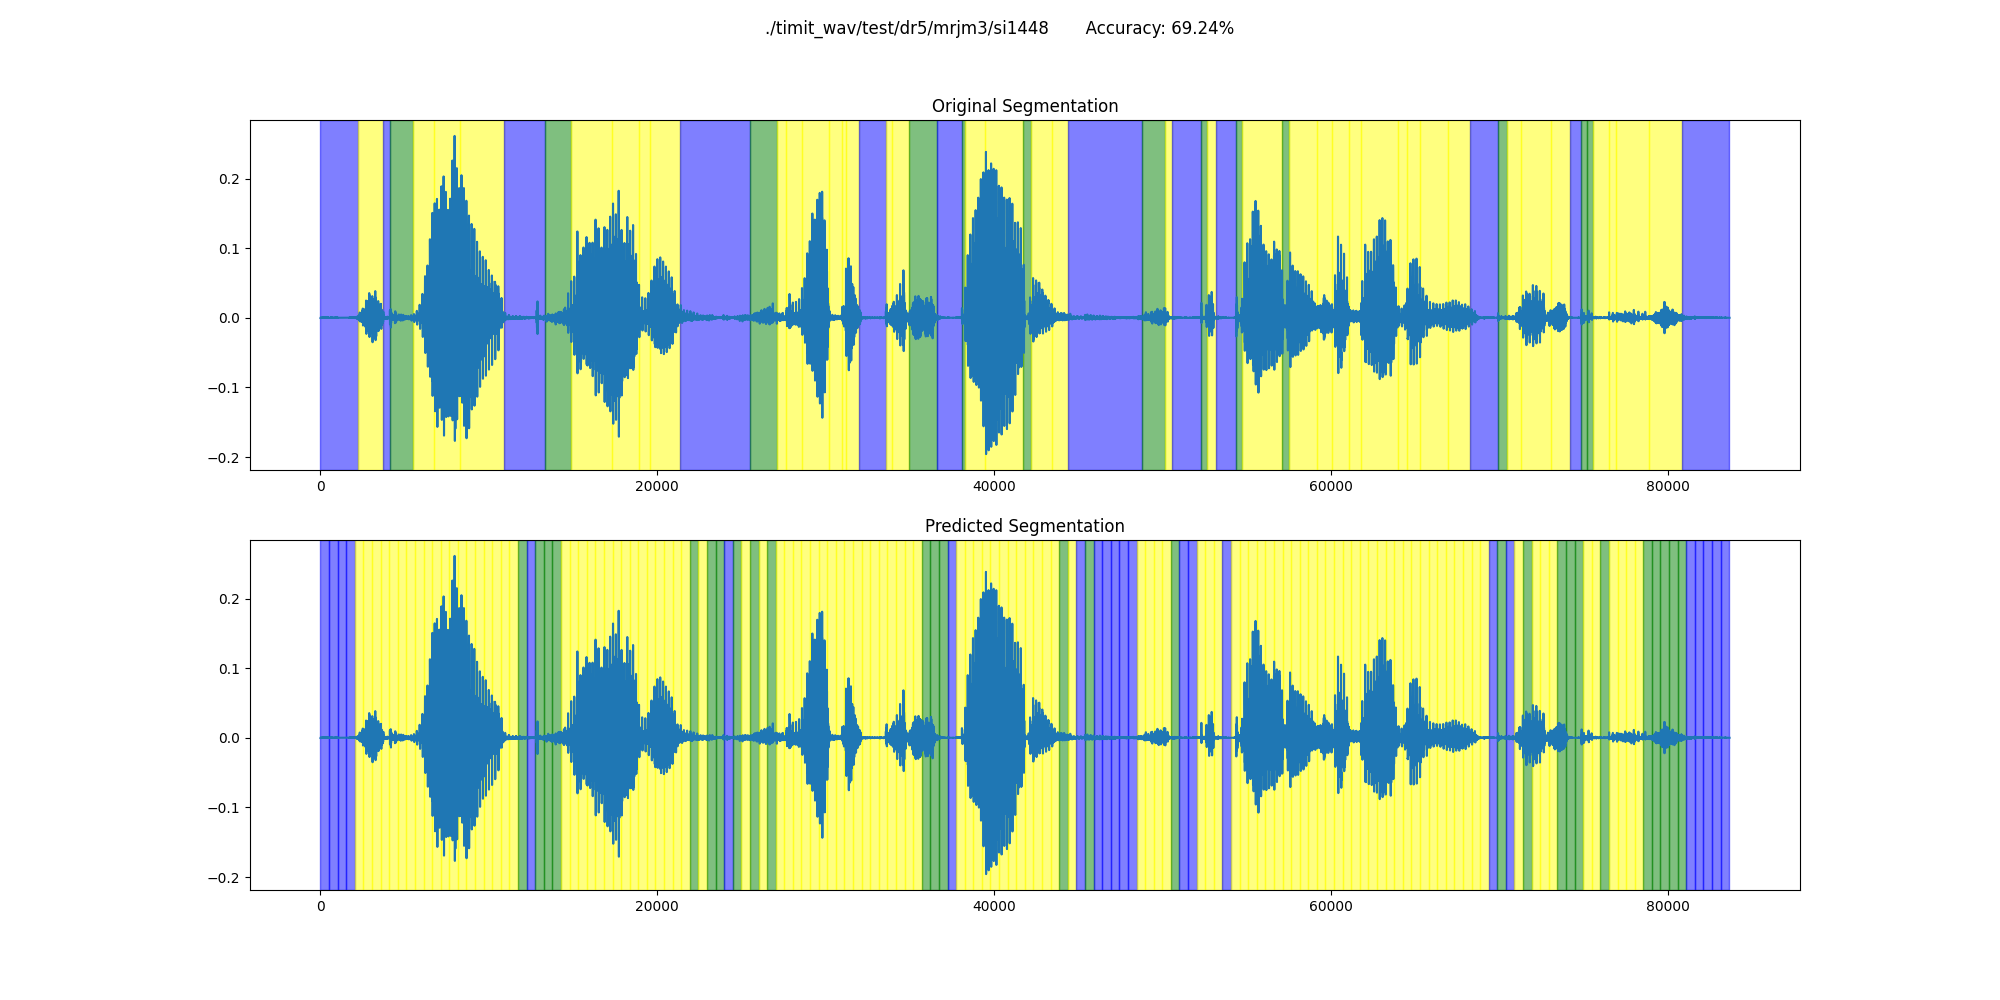 ./timit_wav/test/dr5/mrjm3/si1448 Accuracy: 69.24%
Original Segmentation
0.2
0.1
0.0
−0.1
−0.2
0 20000 40000 60000 80000
Predicted Segmentation
0.2
0.1
0.0
−0.1
−0.2
0 20000 40000 60000 80000